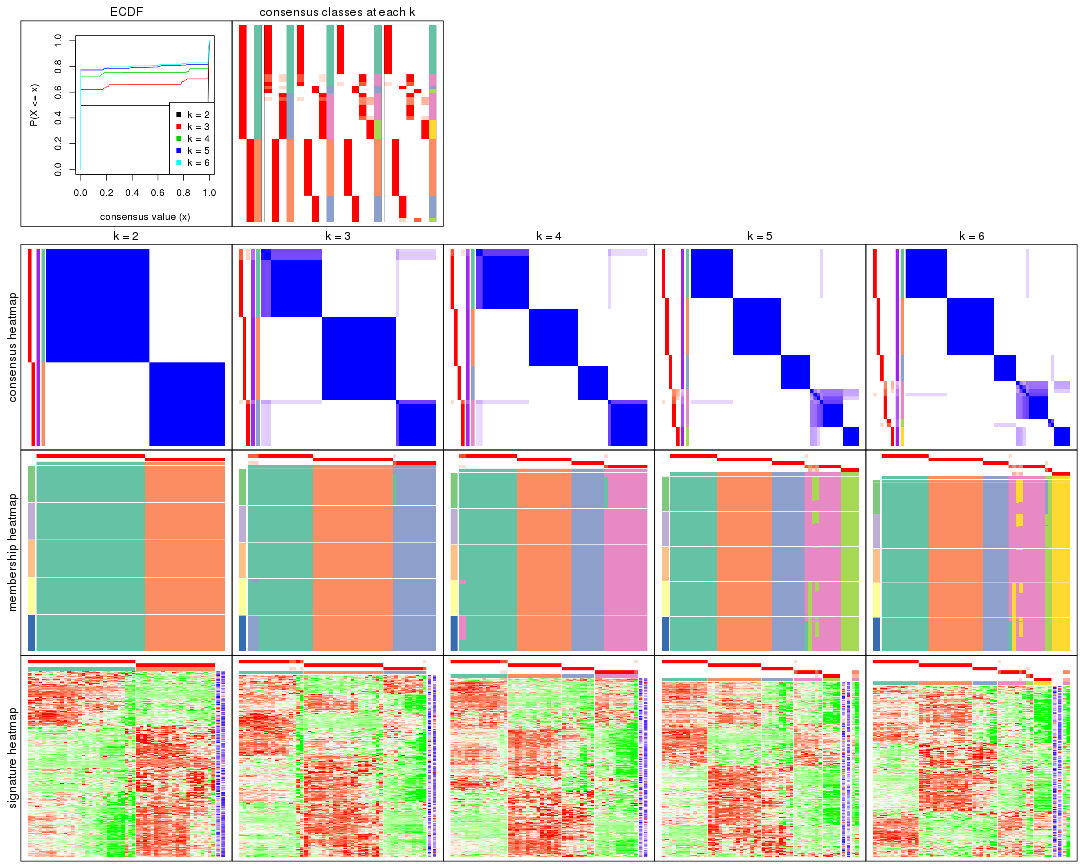 ECDF
consensus classes at each k
P(X <= x)
0.0 0.2 0.4 0.6 0.8 1.0
k = 2
k = 3
k = 4
k = 5
k = 6
0.0 0.2 0.4 0.6 0.8 1.0
consensus value (x)
k = 2
k = 3
k = 4
k = 5
k = 6
consensus heatmap
membership heatmap
signature heatmap